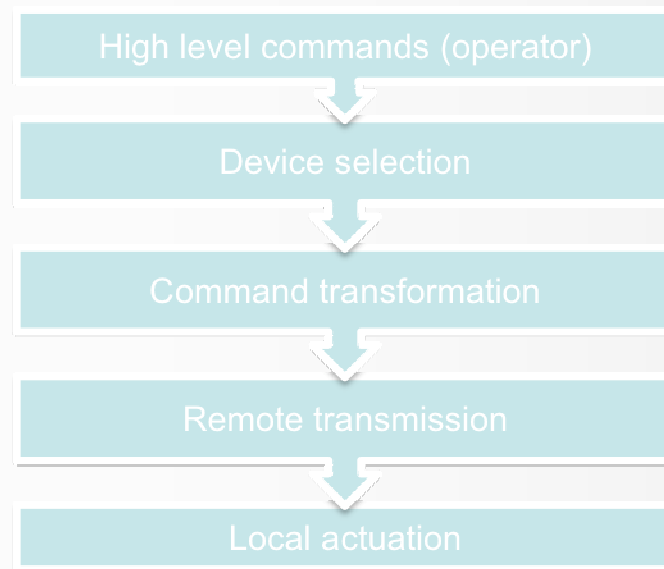 High level commands (operator)
Device selection
Command transformation
Remote transmission
Local actuation